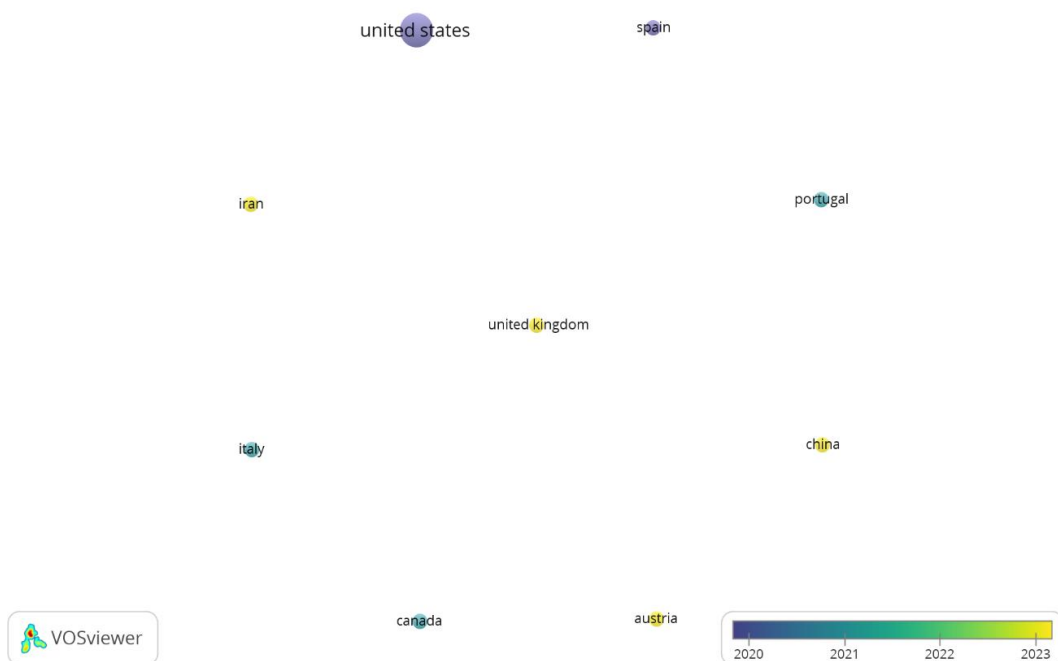 united states
spain
iran
portugal
united kingdom
italy
china
canada
austria
VOSviewer
2020 2021 2022 2023